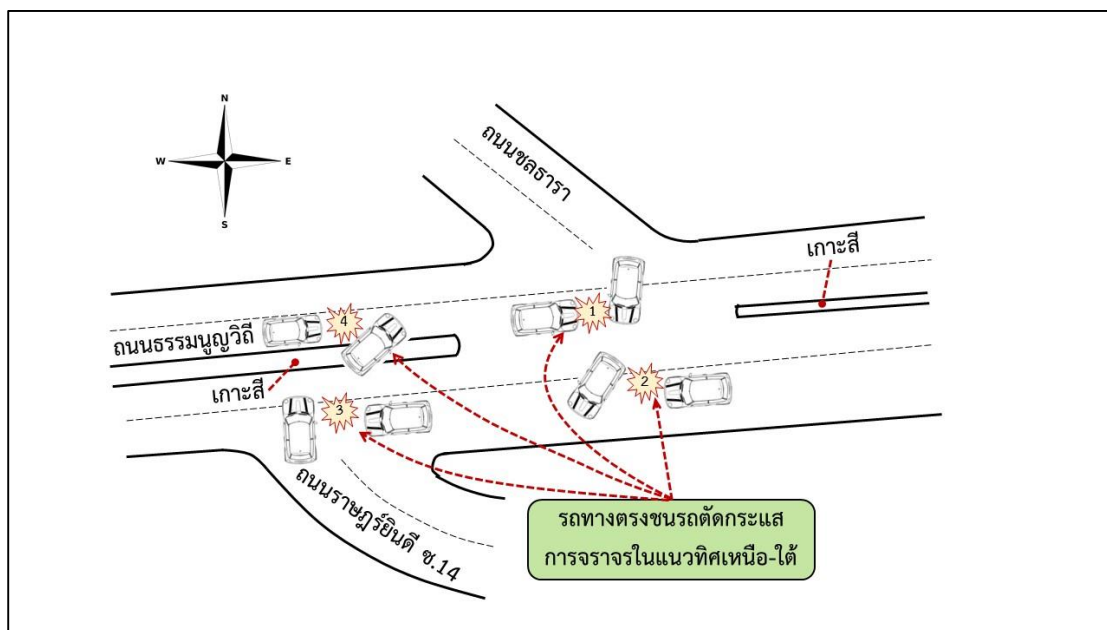 N
W
E
S
ถนนชลธารา
เกาะสี
1
4
ถนนธรรมนูญวิถี
2
เกาะสี
3
ถนนราษฎร์ยินดี ซ.14
รถทางตรงชนรถตัดกระแส
การจราจรในแนวทิศเหนือ-ใต้